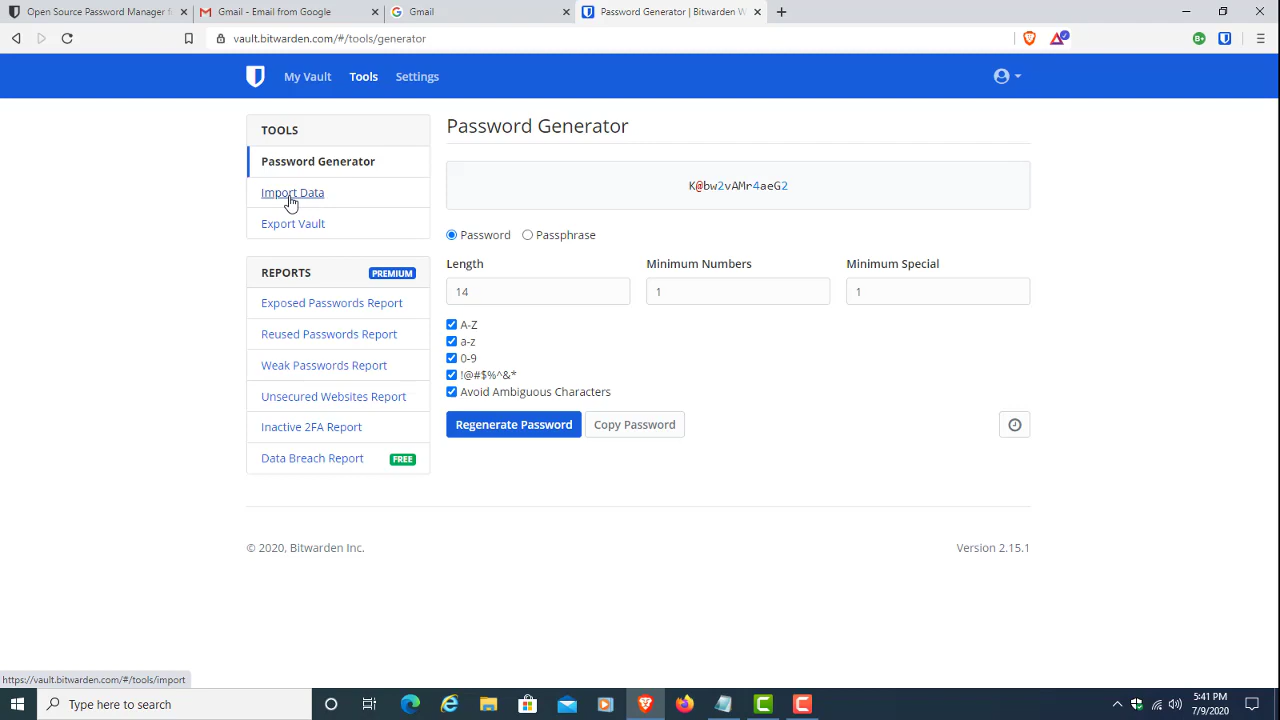 Open Source Password Manager f
Gmail - Email from Google
Gmail
Password Generator | Bitwarden W
vault.bitwarden.com/#/tools/generator
B+
My Vault
Tools
Settings
TOOLS
Password Generator
Import Data
Export Vault
REPORTS
PREMIUM
Exposed Passwords Report
Reused Passwords Report
Weak Passwords Report
Unsecured Websites Report
Inactive 2FA Report
Data Breach Report
FREE
Password Generator
K@bw2vAMr4aeG2
Password
Passphrase
Length
Minimum Numbers
Minimum Special
14
1
1
A-Z
a-z
0-9
!@#$%^&*
Avoid Ambiguous Characters
Regenerate Password
Copy Password
© 2020, Bitwarden Inc.
Version 2.15.1
https://vault.bitwarden.com/#/tools/import
Type here to search
5:41 PM
7/9/2020